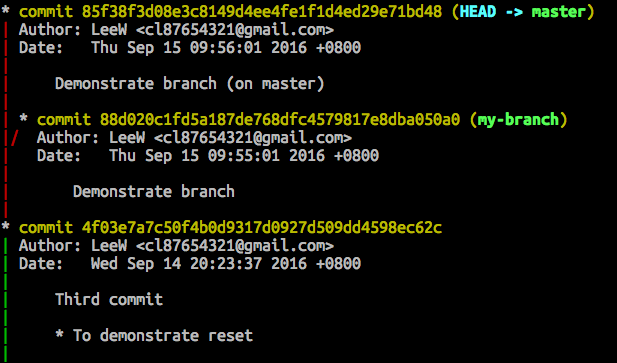 * commit 85f38f3d08e3c8149d4ee4fe1f1d4ed29e71bd48 (HEAD -> master)
| Author: LeeW <cl87654321@gmail.com>
| Date:   Thu Sep 15 09:56:01 2016 +0800
|
|     Demonstrate branch (on master)
|
| * commit 88d020c1fd5a187de768dfc4579817e8dba050a0 (my-branch)
|/  Author: LeeW <cl87654321@gmail.com>
|   Date:   Thu Sep 15 09:55:01 2016 +0800
|
|       Demonstrate branch
|
* commit 4f03e7a7c50f4b0d9317d0927d509dd4598ec62c
| Author: LeeW <cl87654321@gmail.com>
| Date:   Wed Sep 14 20:23:37 2016 +0800
|
|     Third commit
|
|     * To demonstrate reset
|